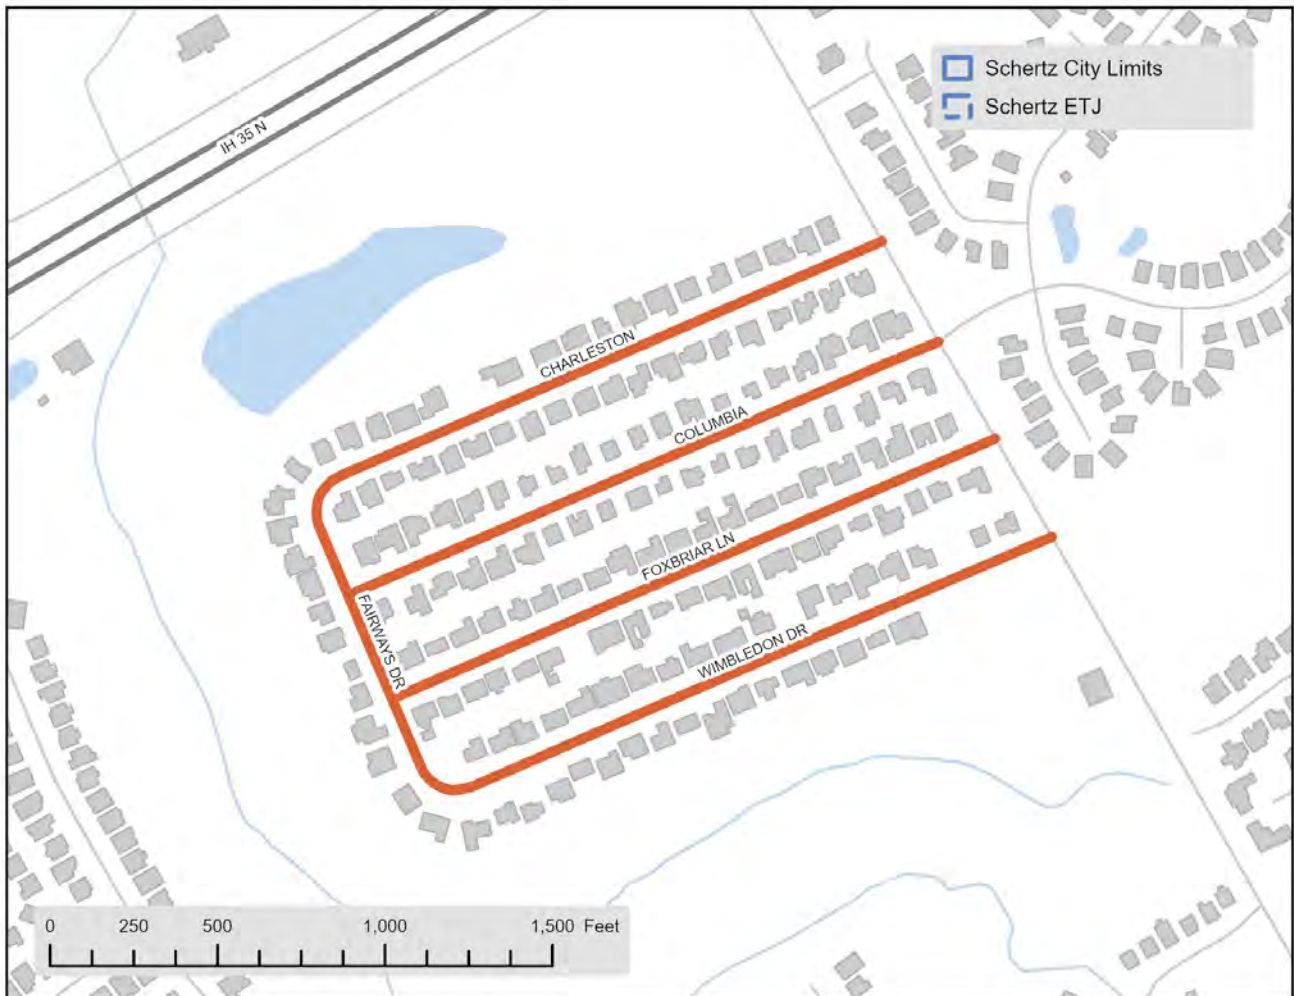 Schertz City Limits
Schertz ETJ
IH 35 N
CHARLESTON
COLUMBIA
FOXBRIAR LN
FAIRWAYS DR
WIMBLEDON DR
0 250 500 1,000 1,500 Feet